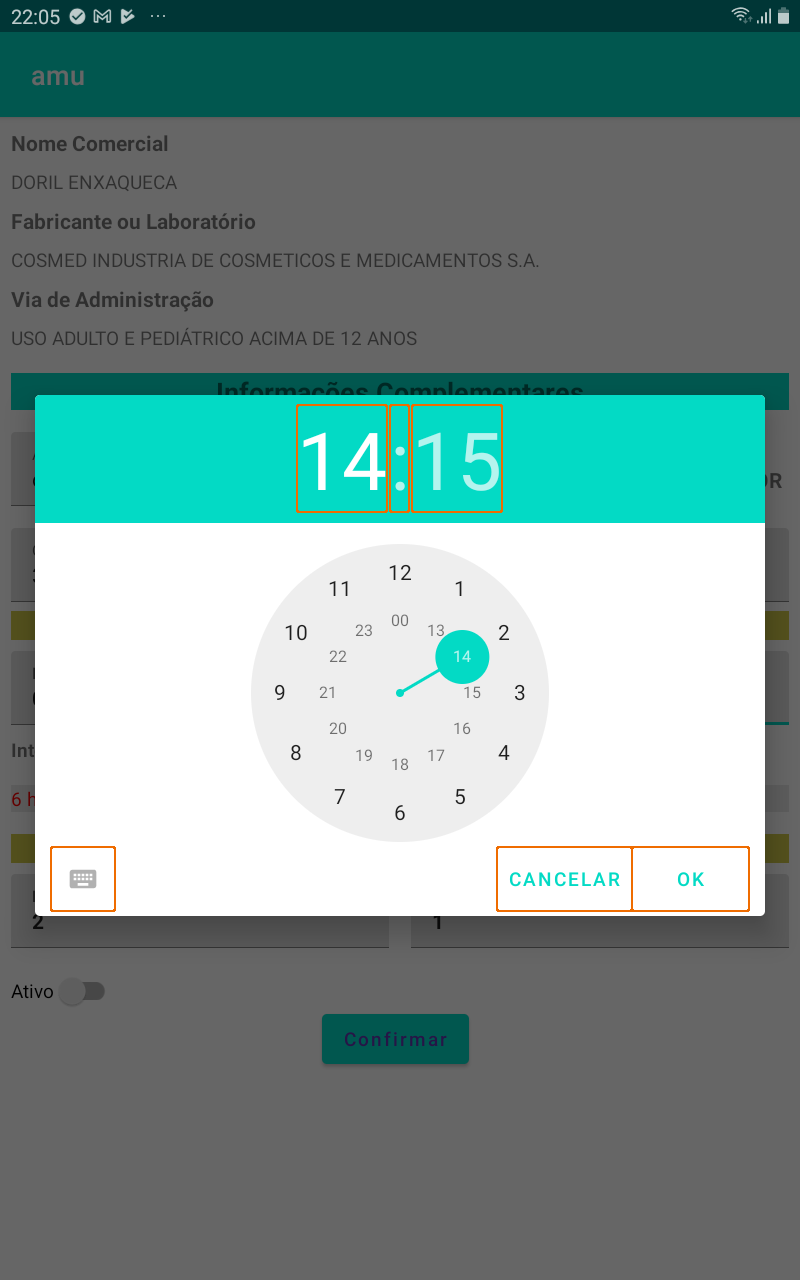 22:05
amu
Nome Comercial
DORIL ENXAQUECA
Fabricante ou Laboratório
COSMED INDUSTRIA DE COSMETICOS E MEDICAMENTOS S.A.
Via de Administração
USO ADULTO E PEDIÁTRICO ACIMA DE 12 ANOS
Informações Complementares
14:15
12
11 1
00
23 13
10 2
22 14
9 21 15 3
20 16
8 4
19 17
18
7 5
6
6 h
CANCELAR OK
2 1
Ativo
Confirmar